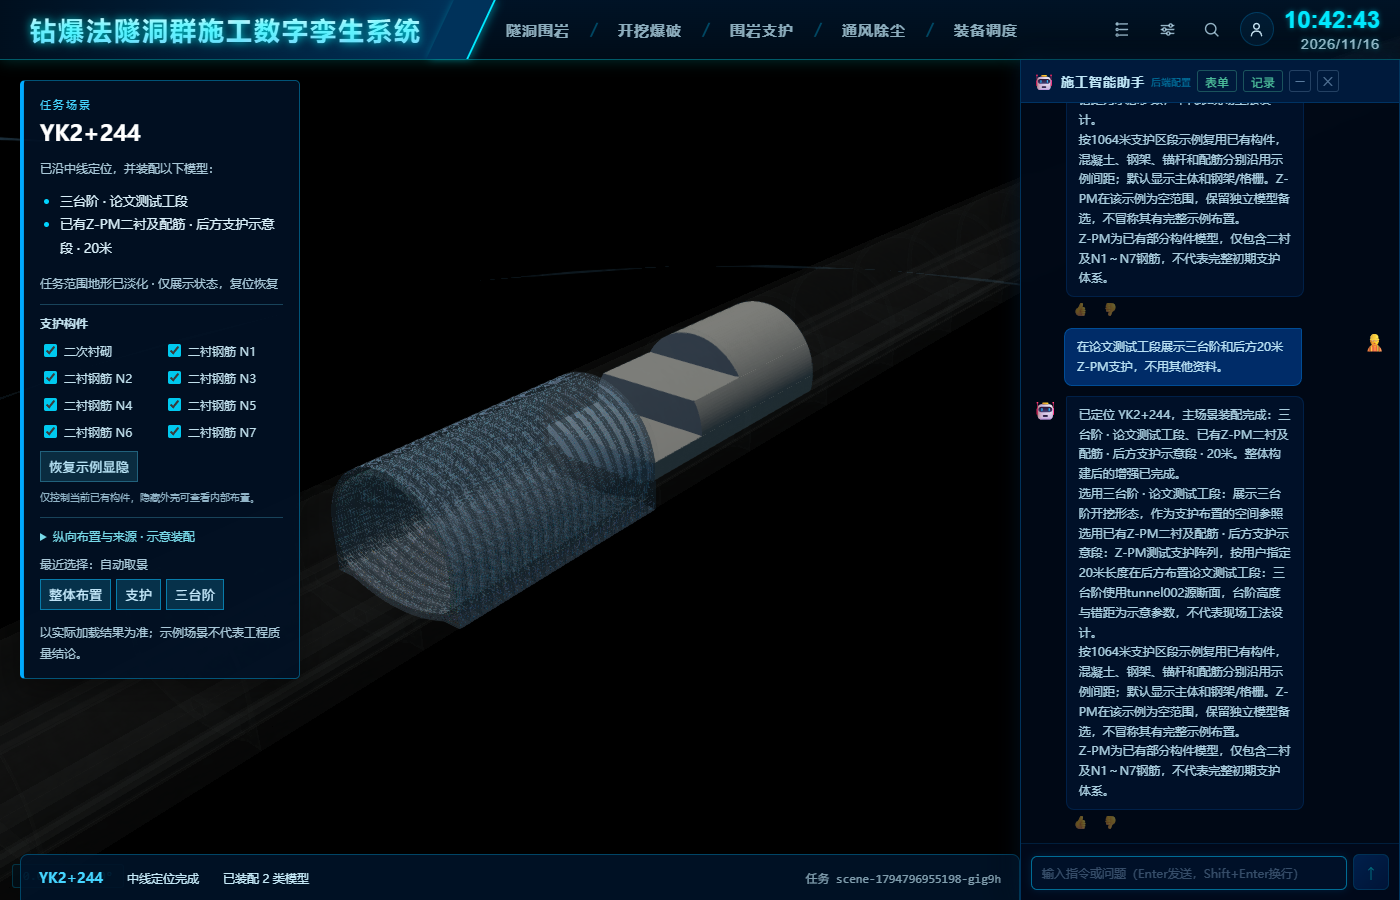 钻爆法隧洞群施工数字孪生系统
隧洞围岩 / 开挖爆破 / 围岩支护 / 通风除尘 / 装备调度
10:42:43
2026/11/16
任务场景
YK2+244
已沿中线定位，并装配以下模型：
三台阶 · 论文测试工段
已有Z-PM二衬及配筋 · 后方支护示意
段 · 20米
任务范围地形已淡化 · 仅展示状态，复位恢复
支护构件
二次衬砌 二衬钢筋 N1
二衬钢筋 N2 二衬钢筋 N3
二衬钢筋 N4 二衬钢筋 N5
二衬钢筋 N6 二衬钢筋 N7
恢复示例显隐
仅控制当前已有构件，隐藏外壳可查看内部布置。
纵向布置与来源 · 示意装配
最近选择：自动取景
整体布置 支护 三台阶
以实际加载结果为准；示例场景不代表工程质
量结论。
施工智能助手 后端配置 表单 记录
计。
按1064米支护区段示例复用已有构件，
混凝土、钢架、锚杆和配筋分别沿用示
例间距；默认显示主体和钢架/格栅。Z-
PM在该示例为空范围，保留独立模型备
选，不冒称其有完整示例布置。
Z-PM为已有部分构件模型，仅包含二衬
及N1～N7钢筋，不代表完整初期支护
体系。
在论文测试工段展示三台阶和后方20米
Z-PM支护，不用其他资料。
已定位 YK2+244，主场景装配完成：三
台阶 · 论文测试工段、已有Z-PM二衬及
配筋 · 后方支护示意段 · 20米。整体构
建后的增强已完成。
选用三台阶 · 论文测试工段：展示三台
阶开挖形态，作为支护布置的空间参照
选用已有Z-PM二衬及配筋 · 后方支护示
意段：Z-PM测试支护阵列，按用户指定
20米长度在后方布置论文测试工段：三
台阶使用tunnel002源断面，台阶高度
与错距为示意参数，不代表现场工法设
计。
按1064米支护区段示例复用已有构件，
混凝土、钢架、锚杆和配筋分别沿用示
例间距；默认显示主体和钢架/格栅。Z-
PM在该示例为空范围，保留独立模型备
选，不冒称其有完整示例布置。
Z-PM为已有部分构件模型，仅包含二衬
及N1～N7钢筋，不代表完整初期支护
体系。
输入指令或问题（Enter发送，Shift+Enter换行）
YK2+244 中线定位完成 已装配 2 类模型 任务 scene-1794796955198-gig9h